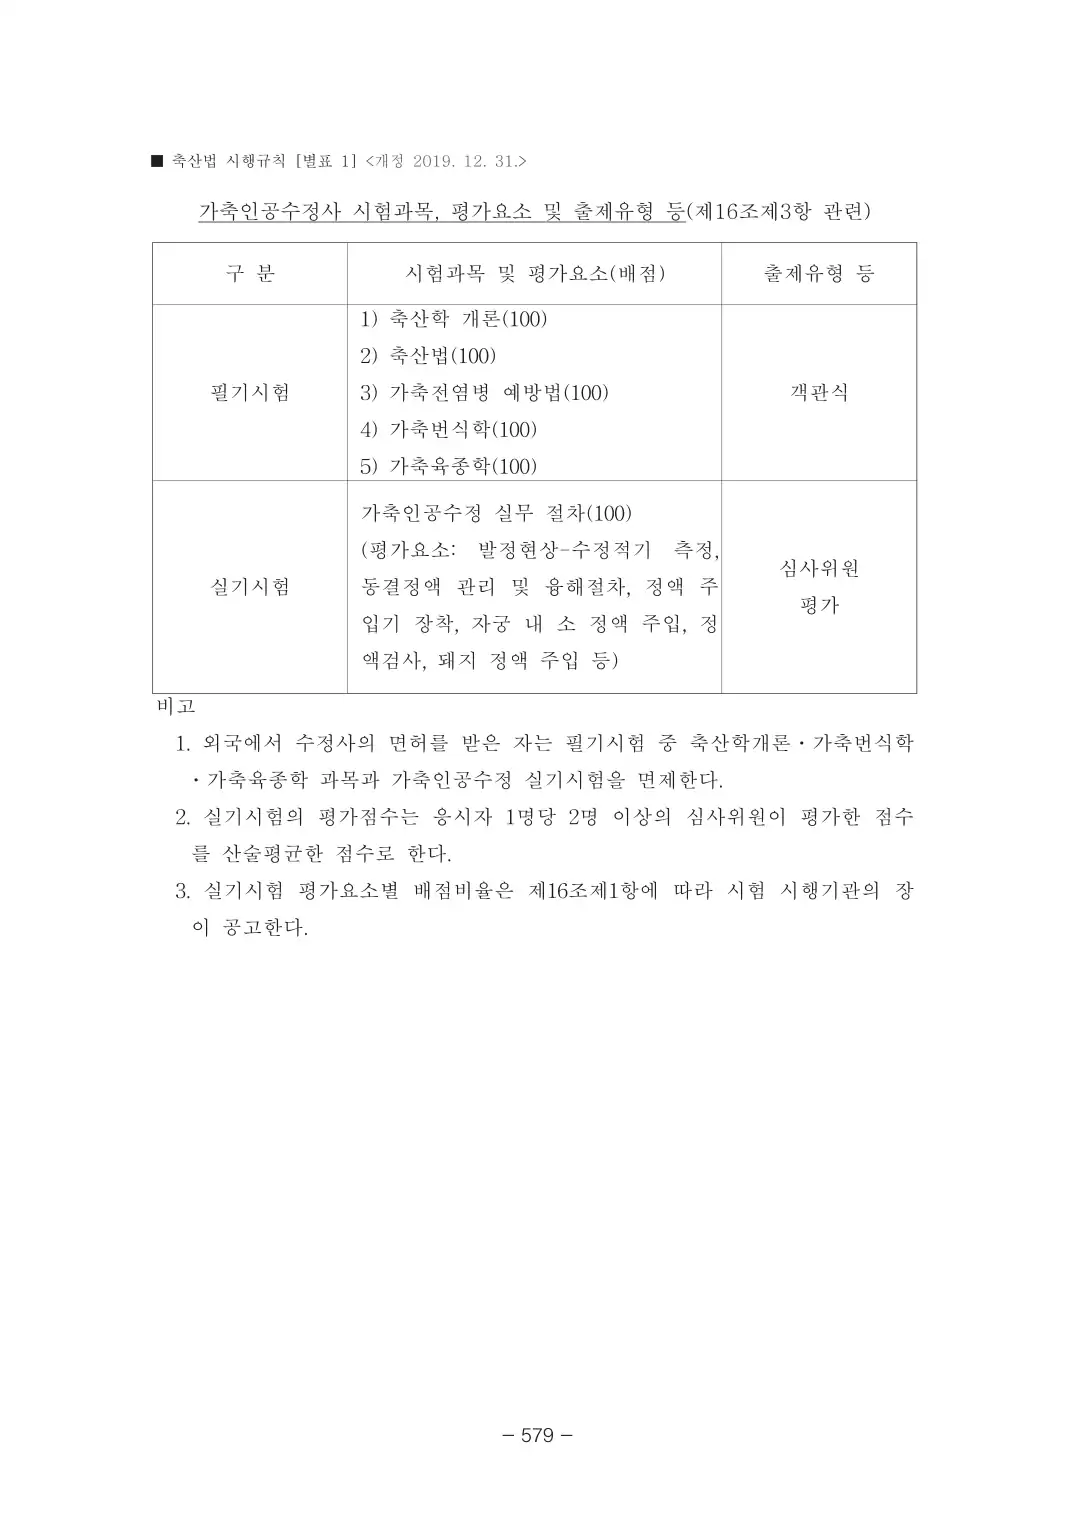 ■ 축산법 시행규칙 [별표 1] <개정 2019. 12. 31.>
가축인공수정사 시험과목, 평가요소 및 출제유형 등(제16조제3항 관련)
구 분 시험과목 및 평가요소(배점) 출제유형 등
필기시험
1) 축산학 개론(100)
2) 축산법(100)
3) 가축전염병 예방법(100)
4) 가축번식학(100)
5) 가축육종학(100)
객관식
실기시험
가축인공수정 실무 절차(100)
(평가요소: 발정현상-수정적기 측정,
동결정액 관리 및 융해절차, 정액 주
입기 장착, 자궁 내 소 정액 주입, 정
액검사, 돼지 정액 주입 등)
심사위원
평가
비고
1. 외국에서 수정사의 면허를 받은 자는 필기시험 중 축산학개론·가축번식학
·가축육종학 과목과 가축인공수정 실기시험을 면제한다.
2. 실기시험의 평가점수는 응시자 1명당 2명 이상의 심사위원이 평가한 점수
를 산술평균한 점수로 한다.
3. 실기시험 평가요소별 배점비율은 제16조제1항에 따라 시험 시행기관의 장
이 공고한다.
- 579 -